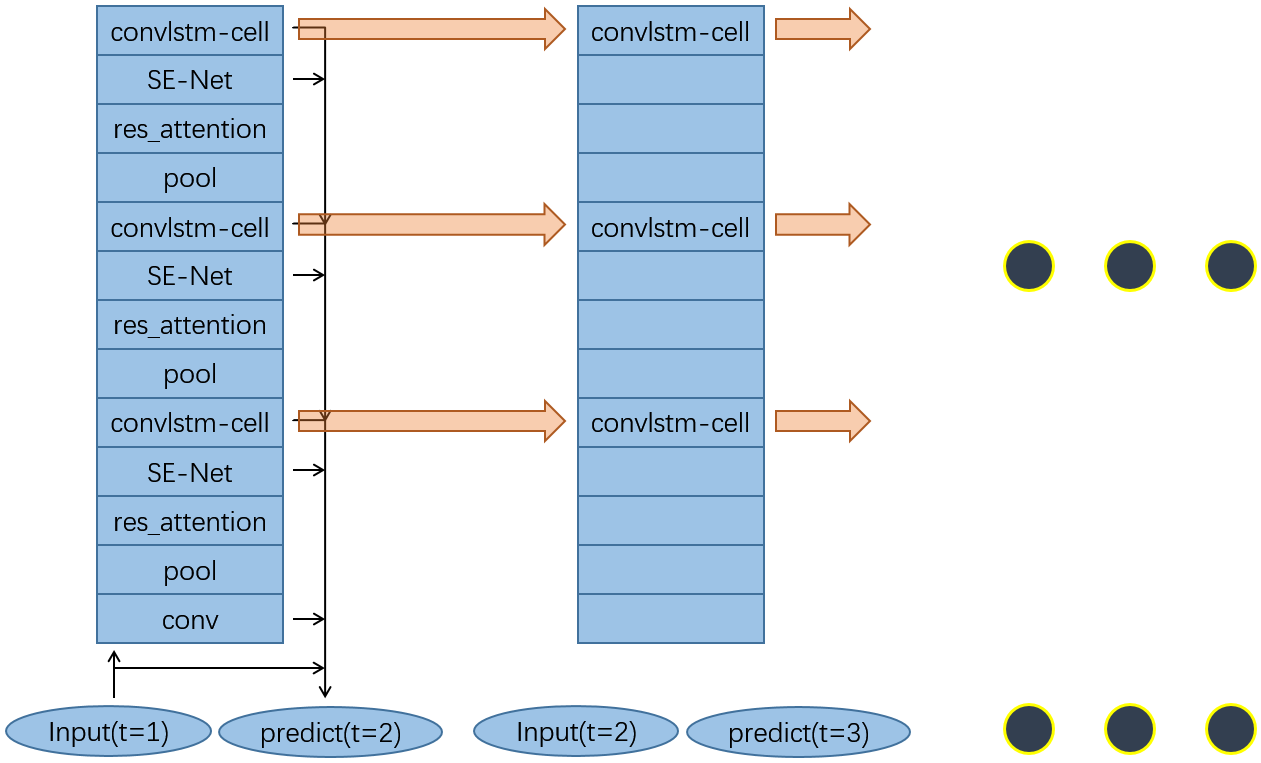 convlstm-cell
SE-Net
res_attention
pool
convlstm-cell
SE-Net
res_attention
pool
convlstm-cell
SE-Net
res_attention
pool
conv
convlstm-cell
convlstm-cell
convlstm-cell
Input(t=1)
predict(t=2)
Input(t=2)
predict(t=3)